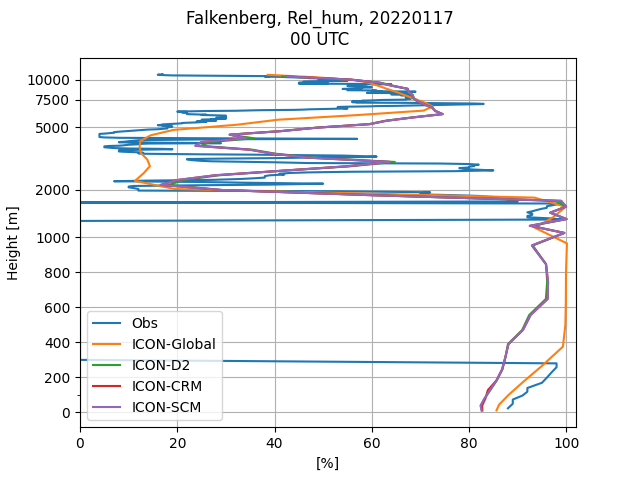 Falkenberg, Rel_hum, 20220117
00 UTC
Height [m]
10000
7500
5000
2000
1000
800
600
400
200
0
Obs
ICON-Global
ICON-D2
ICON-CRM
ICON-SCM
0 20 40 60 80 100
[%]